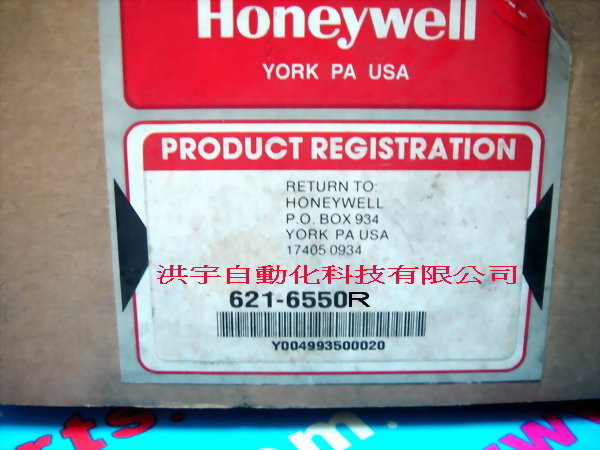 Honeywell
YORK PA USA
PRODUCT REGISTRATION
RETURN TO:
HONEYWELL
P.O. BOX 934
YORK PA USA
17405 0934
洪宇自動化科技有限公司
621-6550R
Y004993500020